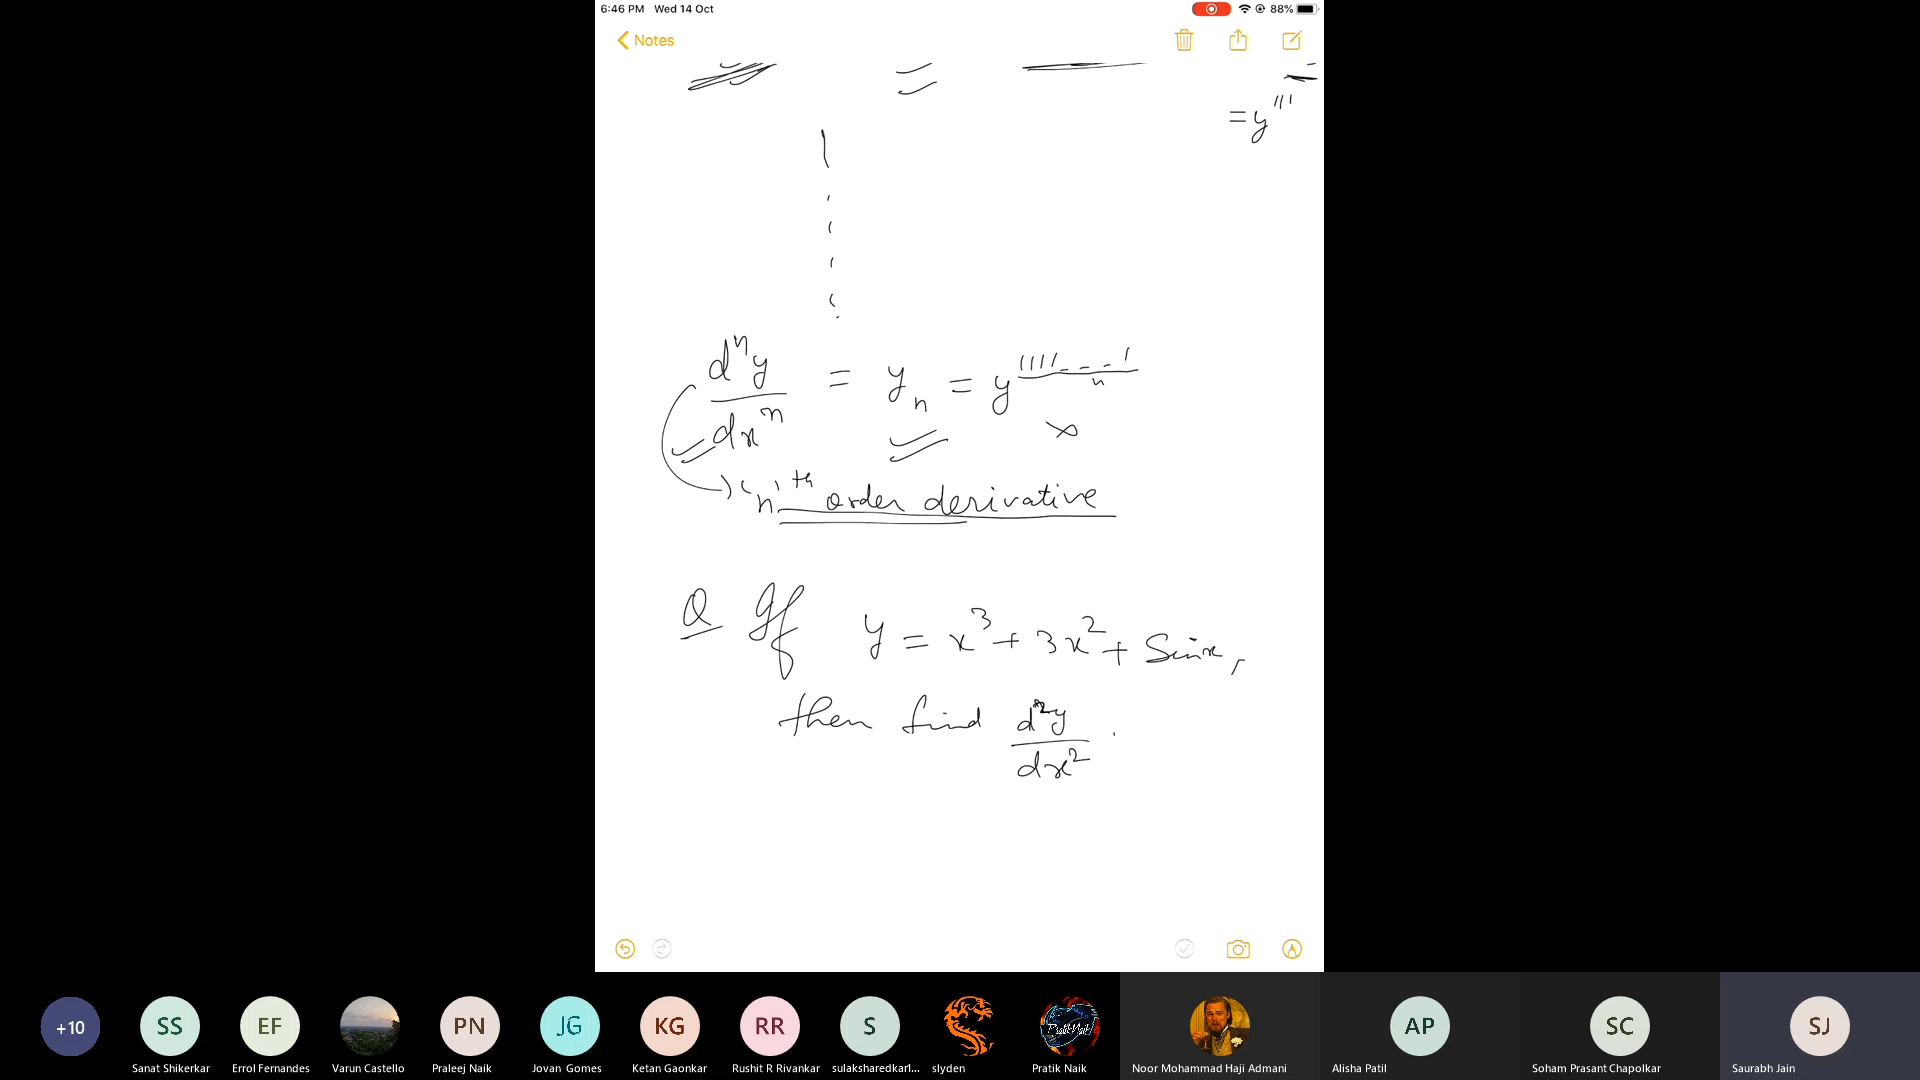 6:46 PM Wed 14 Oct 88%
Notes
= y'''
dⁿy/dxⁿ = yₙ = y''''---' n
'n'th order derivative
Q If y = x³ + 3x² + Sinx,
then find d²y/dx² .
+10 SS EF PN JG KG RR S PratikNaik AP SC SJ
Sanat Shikerkar Errol Fernandes Varun Castello Praleej Naik Jovan Gomes Ketan Gaonkar Rushit R Rivankar sulaksharedkarl... slyden Pratik Naik Noor Mohammad Haji Admani Alisha Patil Soham Prasant Chapolkar Saurabh Jain